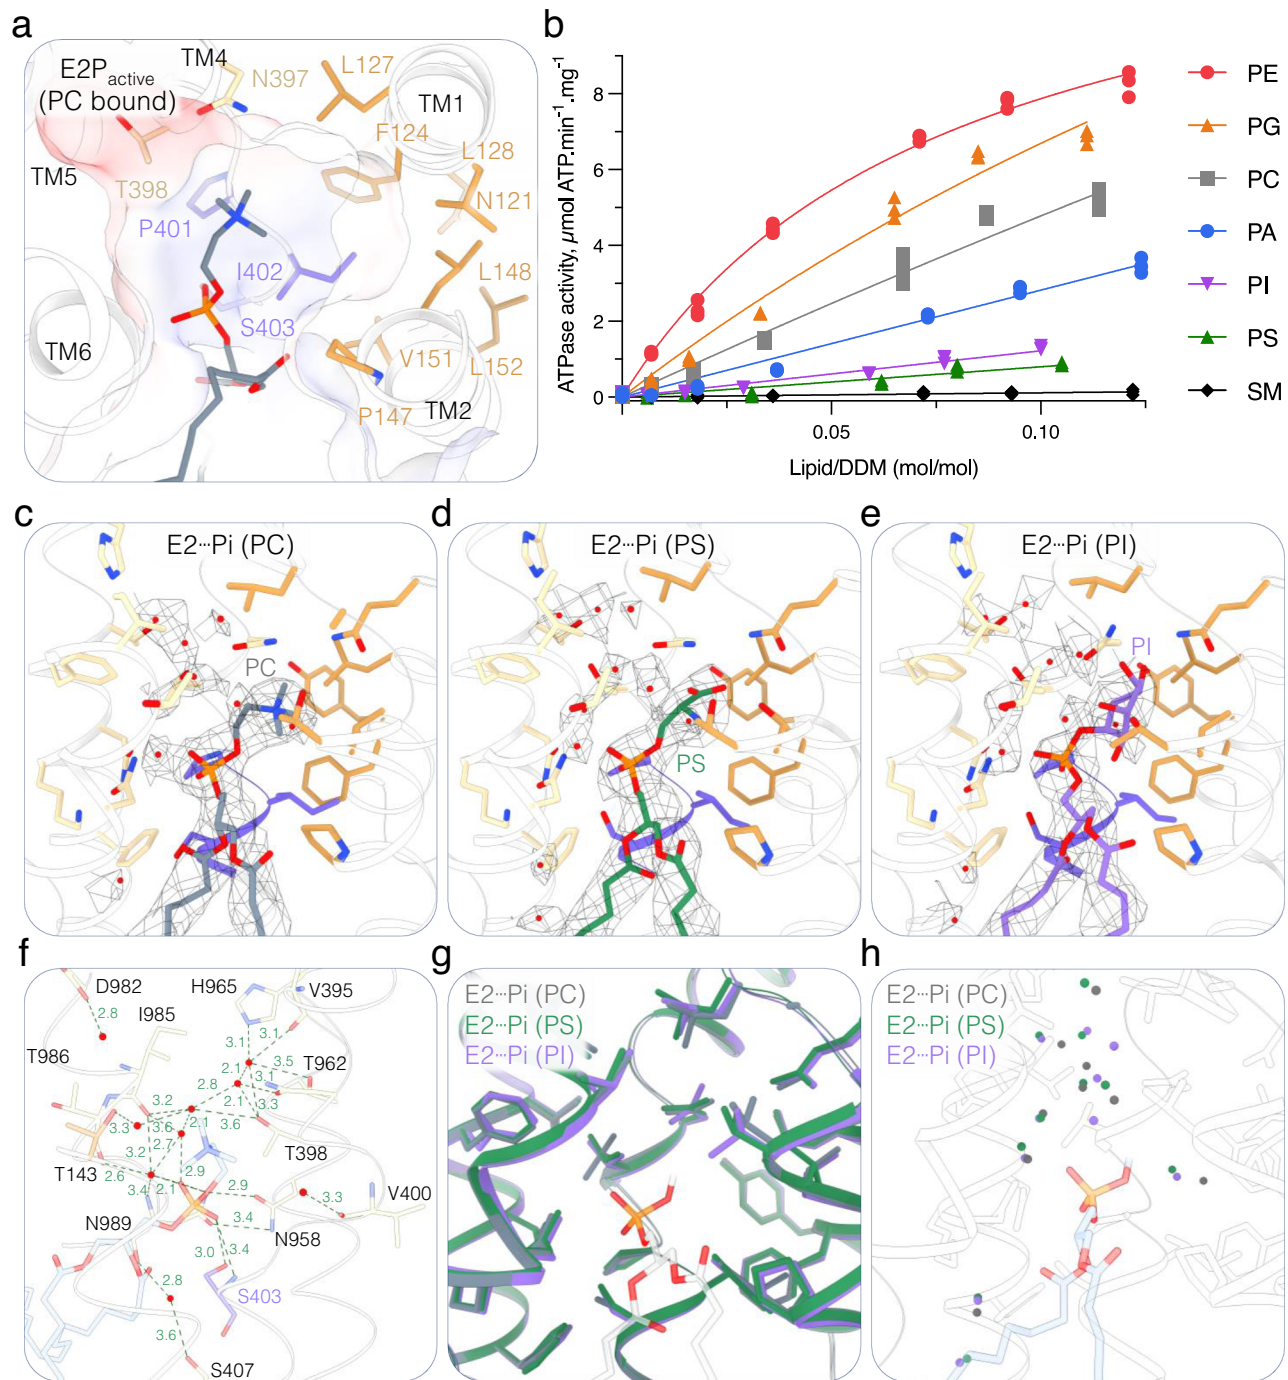 a
E2Pactive
(PC bound)
TM4
N397
L127
TM1
F124
L128
TM5
T398
N121
P401
I402
L148
S403
TM6
V151
L152
P147
TM2
b
ATPase activity, µmol ATP.min-1.mg-1
8
6
4
2
0
0.05
0.10
Lipid/DDM (mol/mol)
PE
PG
PC
PA
PI
PS
SM
c
E2···Pi (PC)
PC
d
E2···Pi (PS)
PS
e
E2···Pi (PI)
PI
f
D982
H965
V395
2.8
I985
3.1
3.1
T986
3.5
T962
2.1
3.1
2.8
3.2
2.1
3.3
3.3
3.6
2.1
3.6
2.7
3.2
T398
T143
2.6
2.9
3.4
2.1
2.9
3.3
V400
N989
3.4
N958
3.0
3.4
2.8
S403
3.6
S407
g
E2···Pi (PC)
E2···Pi (PS)
E2···Pi (PI)
h
E2···Pi (PC)
E2···Pi (PS)
E2···Pi (PI)